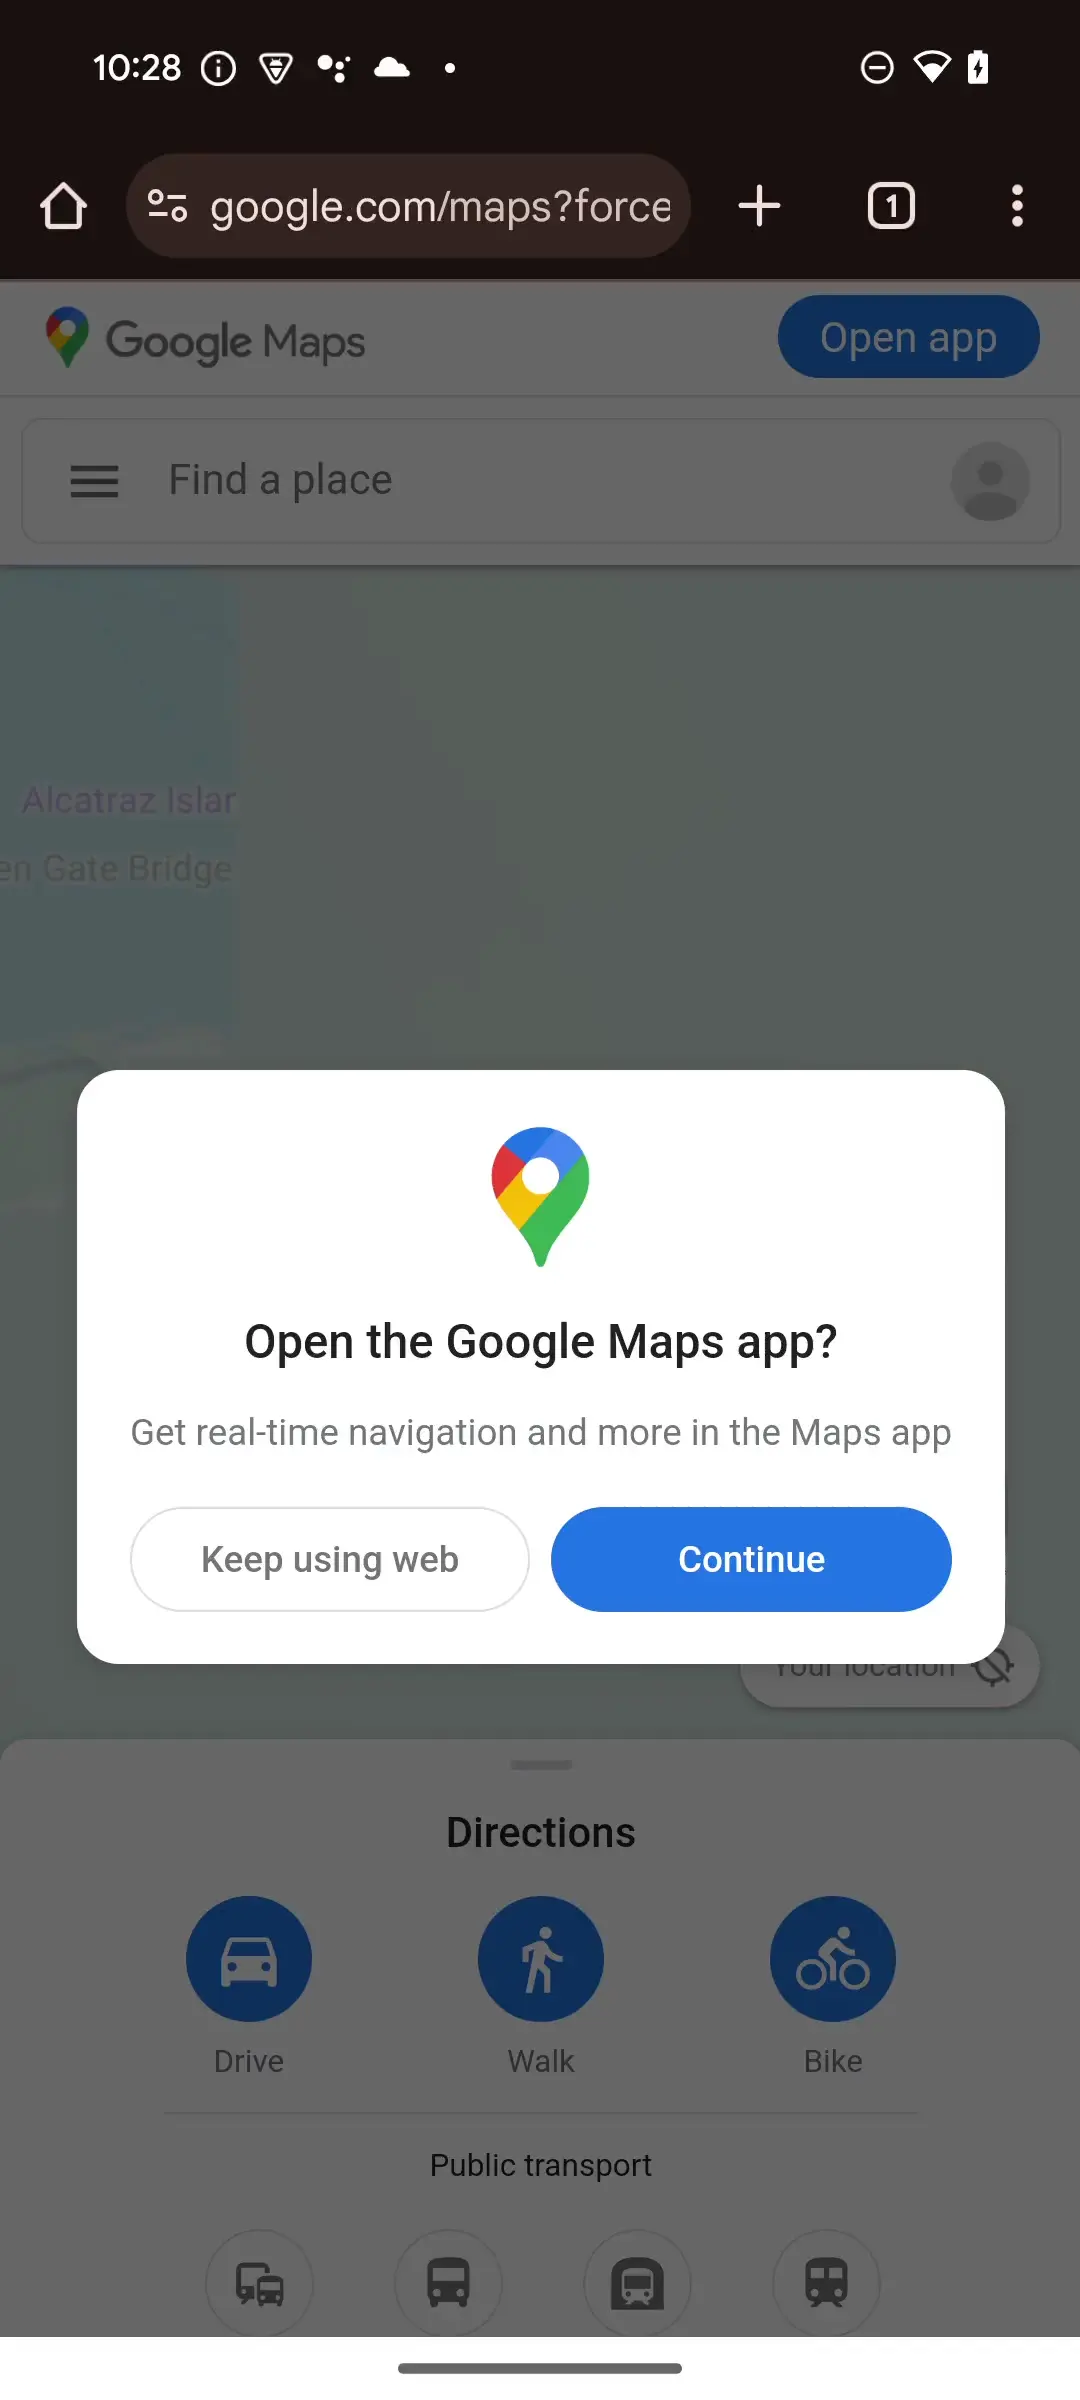 10:28
google.com/maps?force
1
Google Maps
Open app
Find a place
Alcatraz Islar
en Gate Bridge
Open the Google Maps app?
Get real-time navigation and more in the Maps app
Keep using web
Continue
Your location
Directions
Drive
Walk
Bike
Public transport